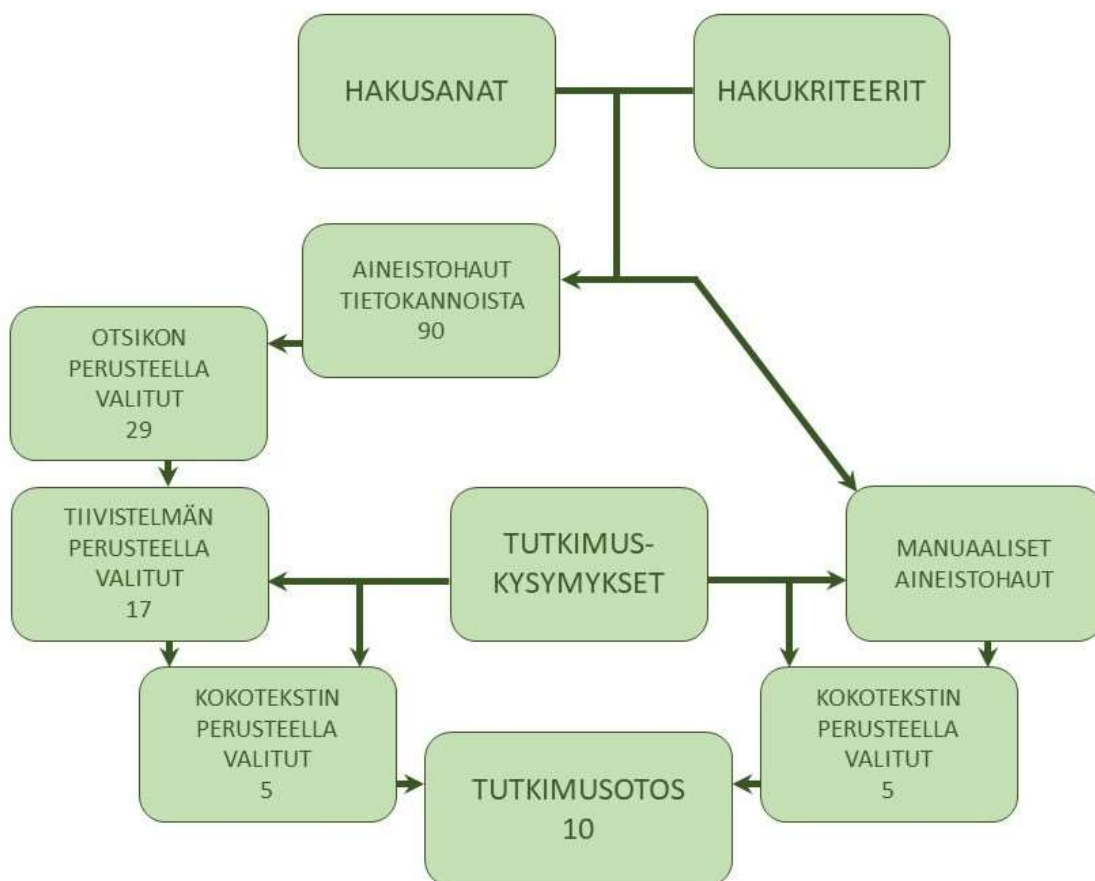 HAKUSANAT
HAKUKRITEERIT
AINEISTOHAUT
TIETOKANNOISTA
90
OTSIKON
PERUSTEELLA
VALITUT
29
TIIVISTELMÄN
PERUSTEELLA
VALITUT
17
TUTKIMUS-
KYSYMYKSET
MANUAALISET
AINEISTOHAUT
KOKOTEKSTIN
PERUSTEELLA
VALITUT
5
KOKOTEKSTIN
PERUSTEELLA
VALITUT
5
TUTKIMUSOTOS
10